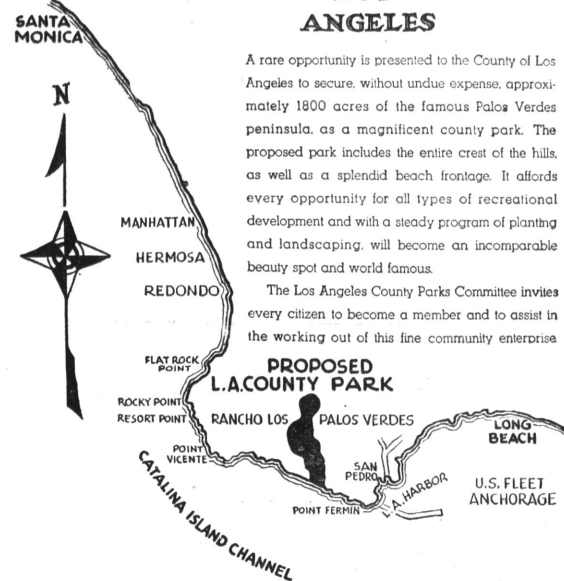 ANGELES
A rare opportunity is presented to the County of Los
Angeles to secure, without undue expense, approxi-
mately 1800 acres of the famous Palos Verdes
peninsula, as a magnificent county park. The
proposed park includes the entire crest of the hills,
as well as a splendid beach frontage. It affords
every opportunity for all types of recreational
development and with a steady program of planting
and landscaping, will become an incomparable
beauty spot and world famous.
The Los Angeles County Parks Committee invites
every citizen to become a member and to assist in
the working out of this fine community enterprise
SANTA
MONICA
N
MANHATTAN
HERMOSA
REDONDO
FLAT ROCK
POINT
PROPOSED
L.A. COUNTY PARK
ROCKY POINT
RESORT POINT
RANCHO LOS PALOS VERDES
LONG
BEACH
POINT
VICENTE
SAN
PEDRO
L.A. HARBOR
U.S. FLEET
ANCHORAGE
POINT FERMIN
CATALINA ISLAND CHANNEL